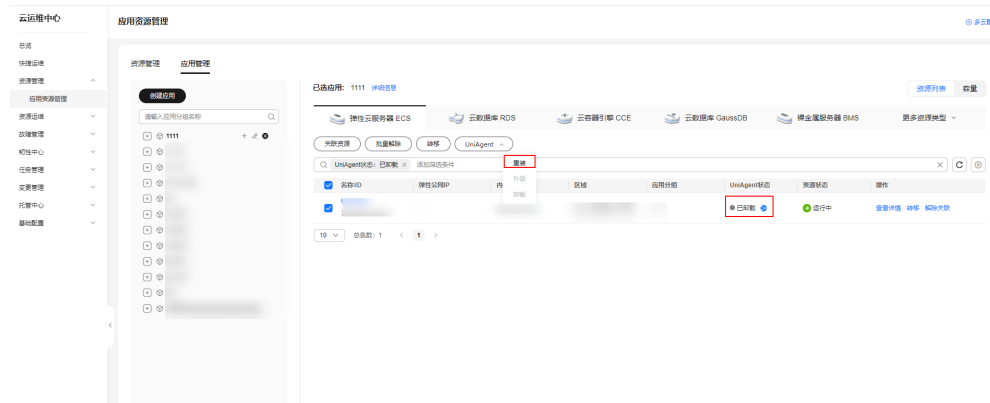 云运维中心
应用资源管理
总览
快捷运维
资源管理
应用资源管理
资源运维
故障管理
韧性中心
任务管理
变更管理
托管中心
基础配置
资源管理 应用管理
创建应用
请输入应用分组名称
1111
已选应用: 1111 详细信息
资源列表 容量
弹性云服务器 ECS 云数据库 RDS 云容器引擎 CCE 云数据库 GaussDB 裸金属服务器 BMS 更多资源类型
关联资源 批量解除 转移 UniAgent
重装
升级
卸载
UniAgent状态: 已卸载 × 添加筛选条件
名称/ID 弹性公网IP 内 区域 应用分组 UniAgent状态 资源状态 操作
已卸载 运行中 查看详情 转移 解除关联
10 总条数: 1 < 1 >